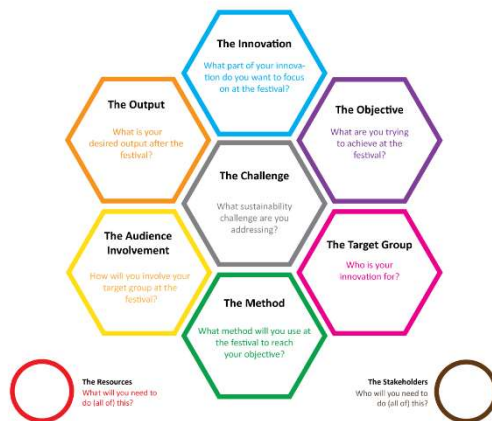 The Innovation
What part of your innova-
tion do you want to focus
on at the festival?
The Output
What is your
desired output after the
festival?
The Objective
What are you trying
to achieve at the
festival?
The Challenge
What sustainability
challenge are you
addressing?
The Audience
Involvement
How will you involve your
target group at the
festival?
The Target Group
Who is your
innovation for?
The Method
What method will you use at
the festival to reach
your objective?
The Resources
What will you need to
do (all of) this?
The Stakeholders
Who will you need to
do (all of) this?